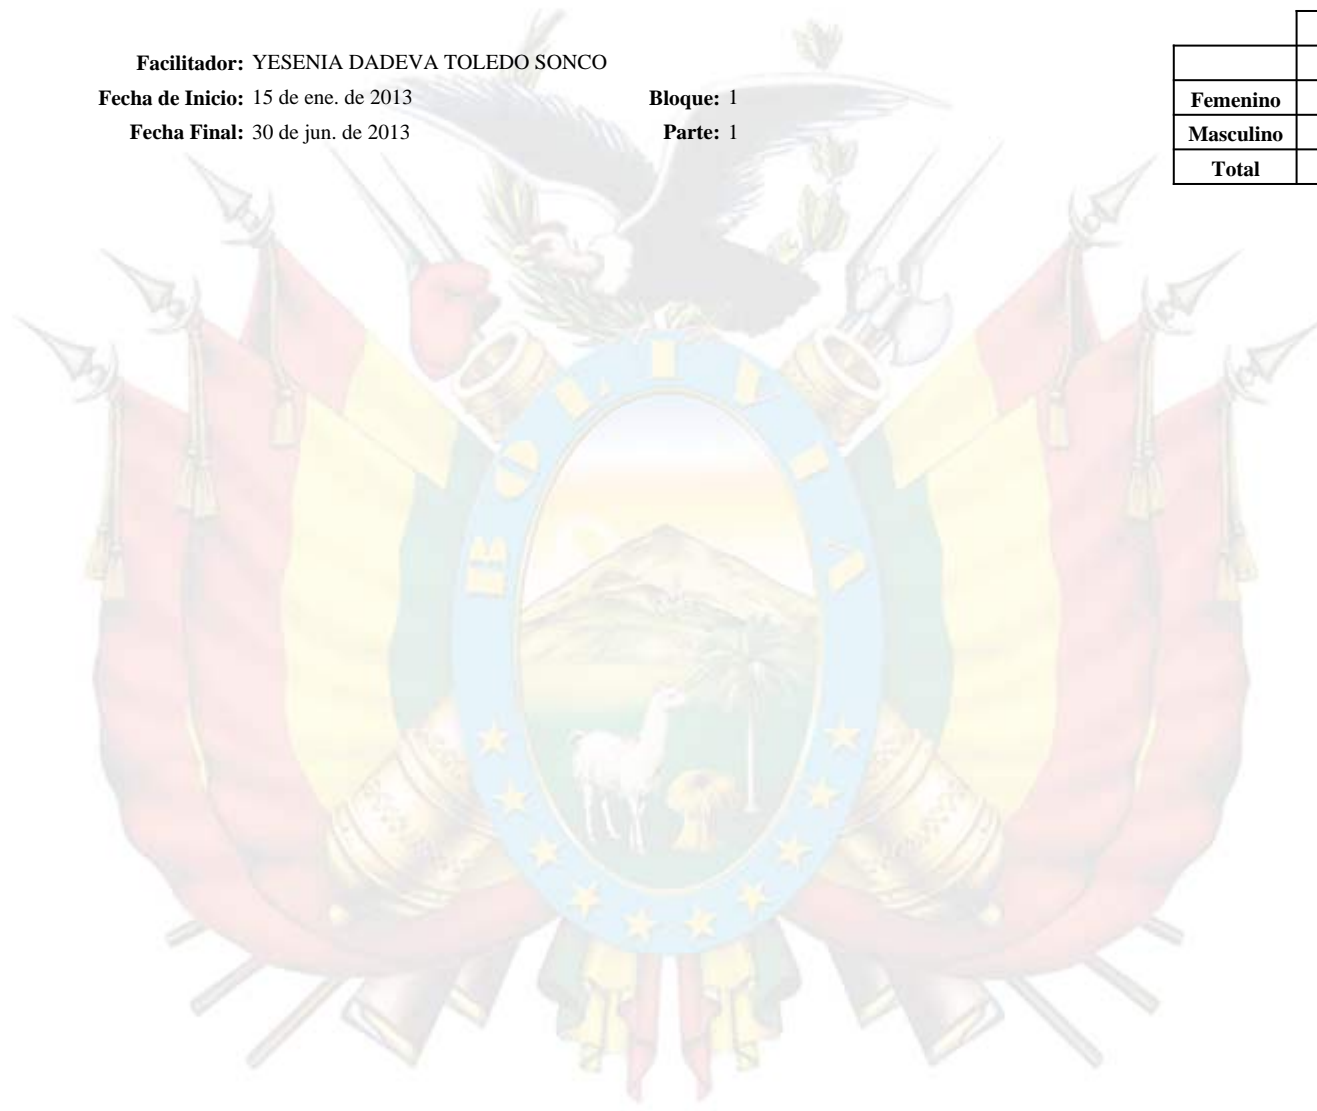 Facilitador: YESENIA DADEVA TOLEDO SONCO
Fecha de Inicio: 15 de ene. de 2013 Bloque: 1
Fecha Final: 30 de jun. de 2013 Parte: 1
Femenino
Masculino
Total
BOLIVIA